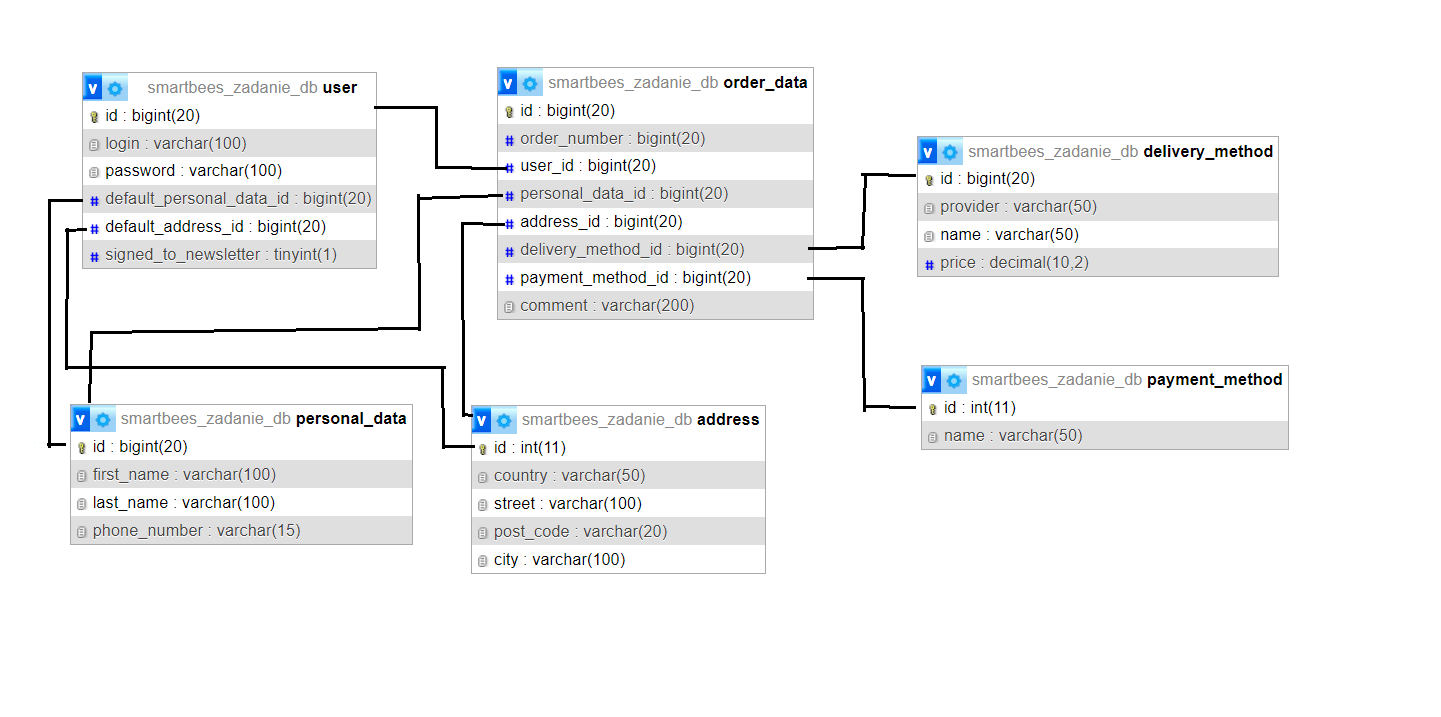 v smartbees_zadanie_db user
id : bigint(20)
login : varchar(100)
password : varchar(100)
# default_personal_data_id : bigint(20)
# default_address_id : bigint(20)
# signed_to_newsletter : tinyint(1)
v smartbees_zadanie_db order_data
id : bigint(20)
# order_number : bigint(20)
# user_id : bigint(20)
# personal_data_id : bigint(20)
# address_id : bigint(20)
# delivery_method_id : bigint(20)
# payment_method_id : bigint(20)
comment : varchar(200)
v smartbees_zadanie_db delivery_method
id : bigint(20)
provider : varchar(50)
name : varchar(50)
# price : decimal(10,2)
v smartbees_zadanie_db payment_method
id : int(11)
name : varchar(50)
v smartbees_zadanie_db personal_data
id : bigint(20)
first_name : varchar(100)
last_name : varchar(100)
phone_number : varchar(15)
v smartbees_zadanie_db address
id : int(11)
country : varchar(50)
street : varchar(100)
post_code : varchar(20)
city : varchar(100)